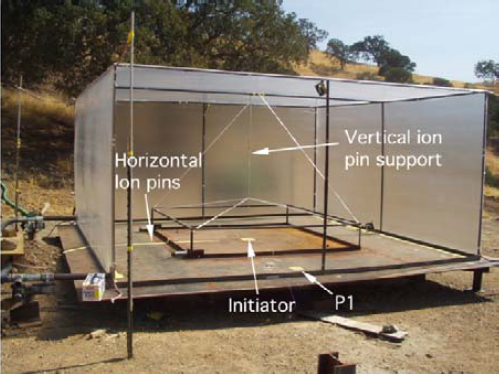 Vertical ion
pin support
Horizontal
Ion pins
Initiator
P1